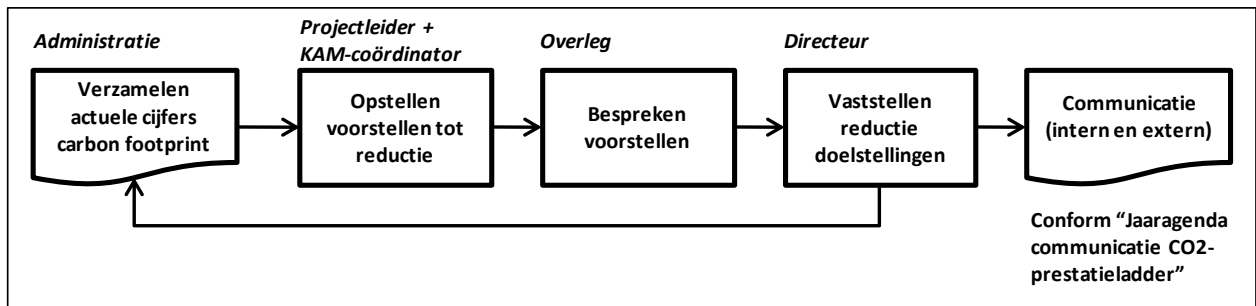 Administratie
Verzamelen
actuele cijfers
carbon footprint
Projectleider +
KAM-coördinator
Opstellen
voorstellen tot
reductie
Overleg
Bespreken
voorstellen
Directeur
Vaststellen
reductie
doelstellingen
Communicatie
(intern en extern)
Conform “Jaaragenda
communicatie CO2-
prestatieladder”